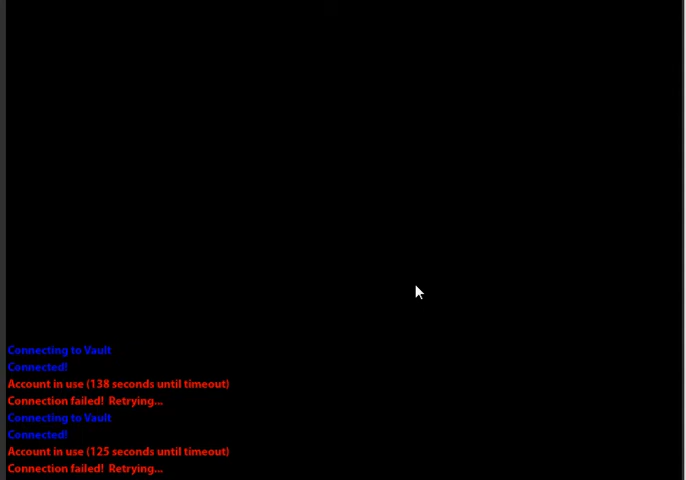 Connecting to Vault
Connected!
Account in use (138 seconds until timeout)
Connection failed! Retrying...
Connecting to Vault
Connected!
Account in use (125 seconds until timeout)
Connection failed! Retrying...